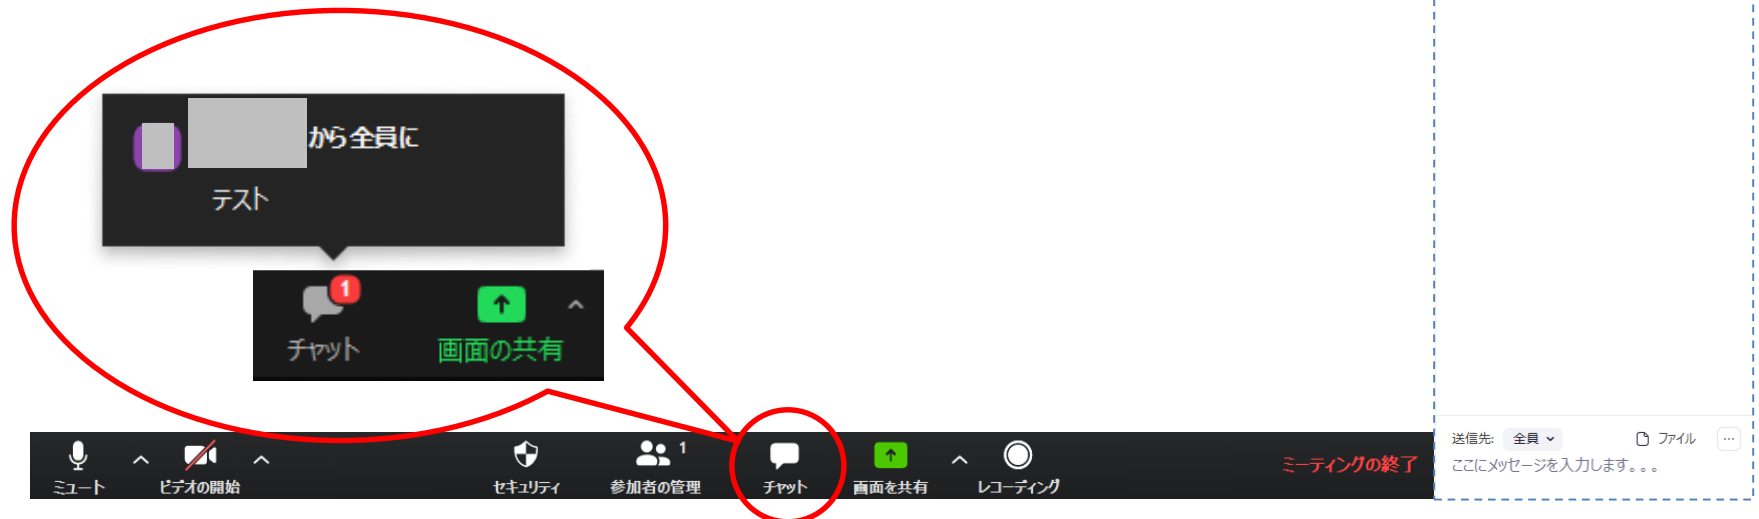 から全員に
テスト
1
チャット
画面の共有
1
ミュート
ビデオの開始
セキュリティ
参加者の管理
チャット
画面を共有
レコーディング
ミーティングの終了
送信先: 全員 ファイル
ここにメッセージを入力します。。。